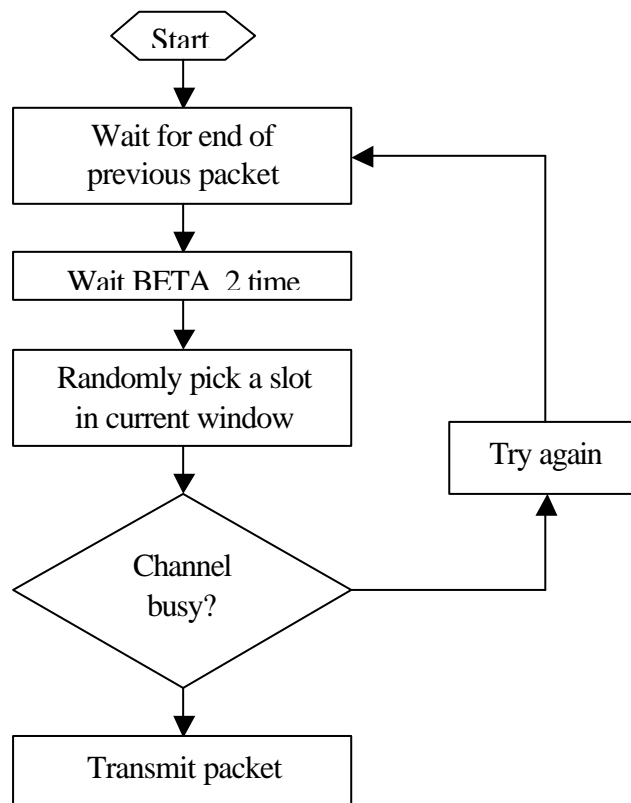 Start
Wait for end of
previous packet
Wait BETA_2 time
Randomly pick a slot
in current window
Try again
Channel
busy?
Transmit packet